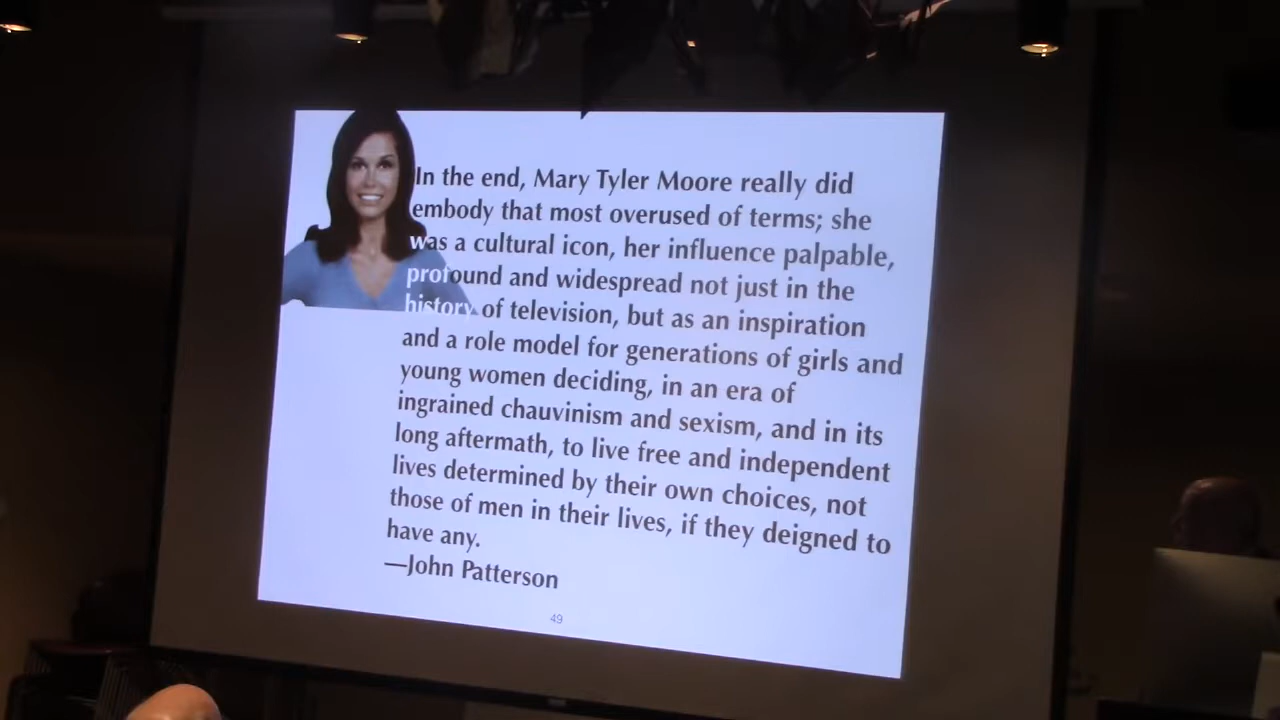 In the end, Mary Tyler Moore really did
embody that most overused of terms; she
was a cultural icon, her influence palpable,
profound and widespread not just in the
history of television, but as an inspiration
and a role model for generations of girls and
young women deciding, in an era of
ingrained chauvinism and sexism, and in its
long aftermath, to live free and independent
lives determined by their own choices, not
those of men in their lives, if they deigned to
have any.
—John Patterson
49